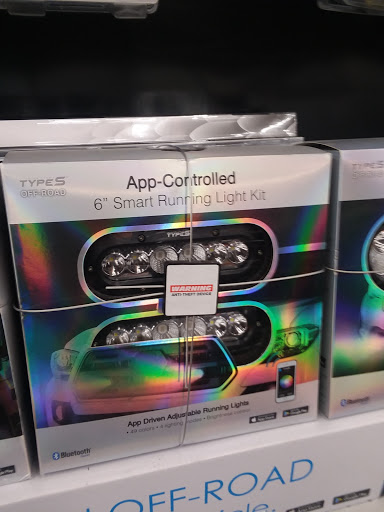 TYPE S
OFF-ROAD
App-Controlled
6" Smart Running Light Kit
TYPE S
WARNING
ANTI-THEFT DEVICE
App Driven Adjustable Running Lights
Bluetooth
OFF-ROAD